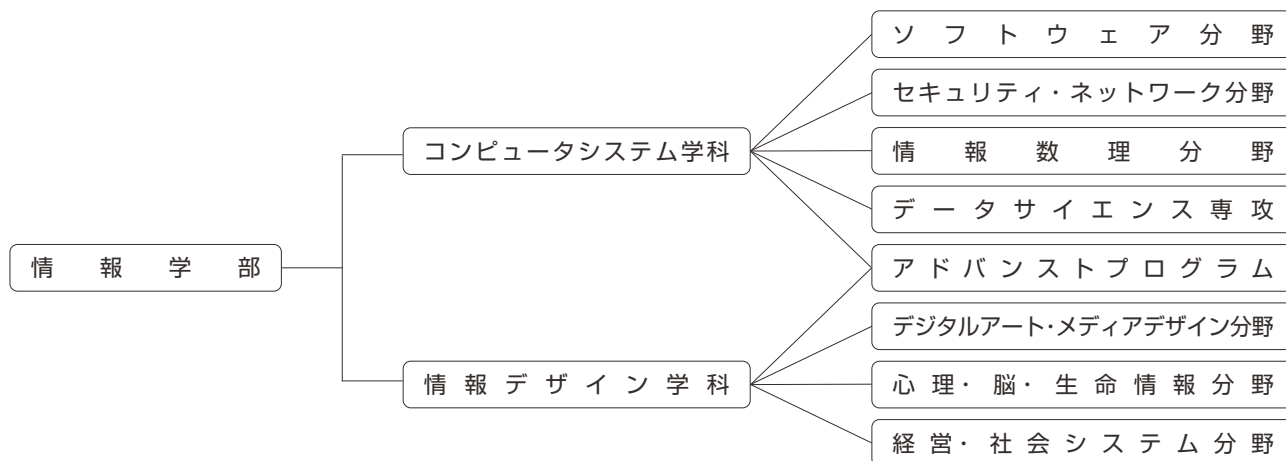 情報学部
コンピュータシステム学科
情報デザイン学科
ソフトウェア分野
セキュリティ・ネットワーク分野
情報数理分野
データサイエンス専攻
アドバンストプログラム
デジタルアート・メディアデザイン分野
心理・脳・生命情報分野
経営・社会システム分野